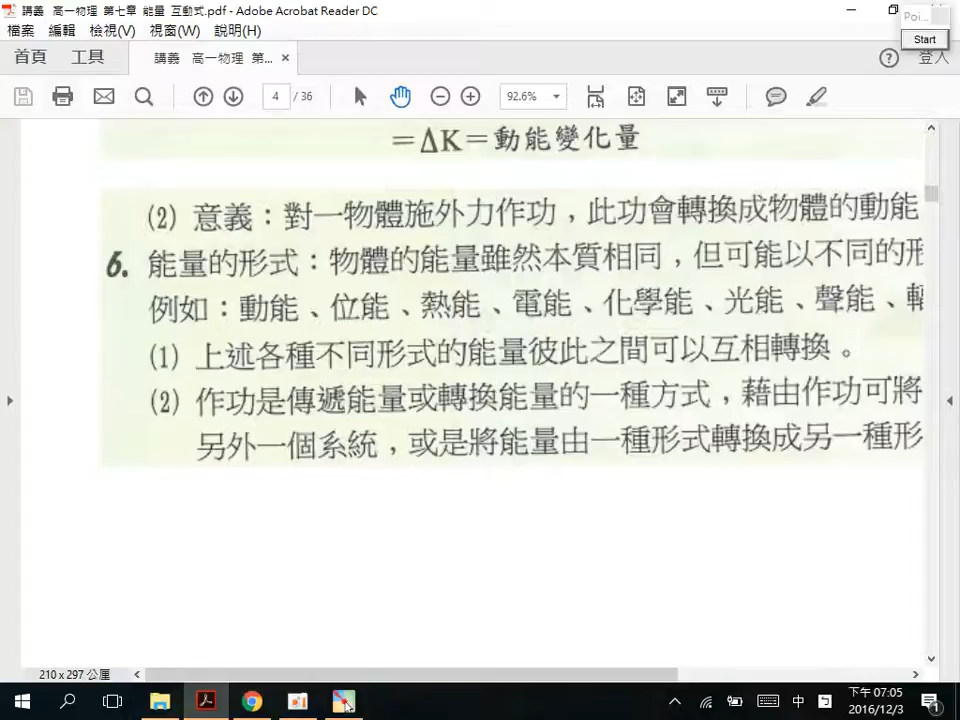 講義 高一物理 第七章 能量 互動式.pdf - Adobe Acrobat Reader DC
Poi...
檔案 編輯 檢視(V) 視窗(W) 說明(H)
Start
首頁 工具 講義 高一物理 第... × 登入
4 / 36 92.6%
=ΔK=動能變化量
(2) 意義：對一物體施外力作功，此功會轉換成物體的動能
6. 能量的形式：物體的能量雖然本質相同，但可能以不同的形
例如：動能、位能、熱能、電能、化學能、光能、聲能、
(1) 上述各種不同形式的能量彼此之間可以互相轉換。
(2) 作功是傳遞能量或轉換能量的一種方式，藉由作功可將
另外一個系統，或是將能量由一種形式轉換成另一種形
210 x 297 公厘
中
下午 07:05
2016/12/3
1